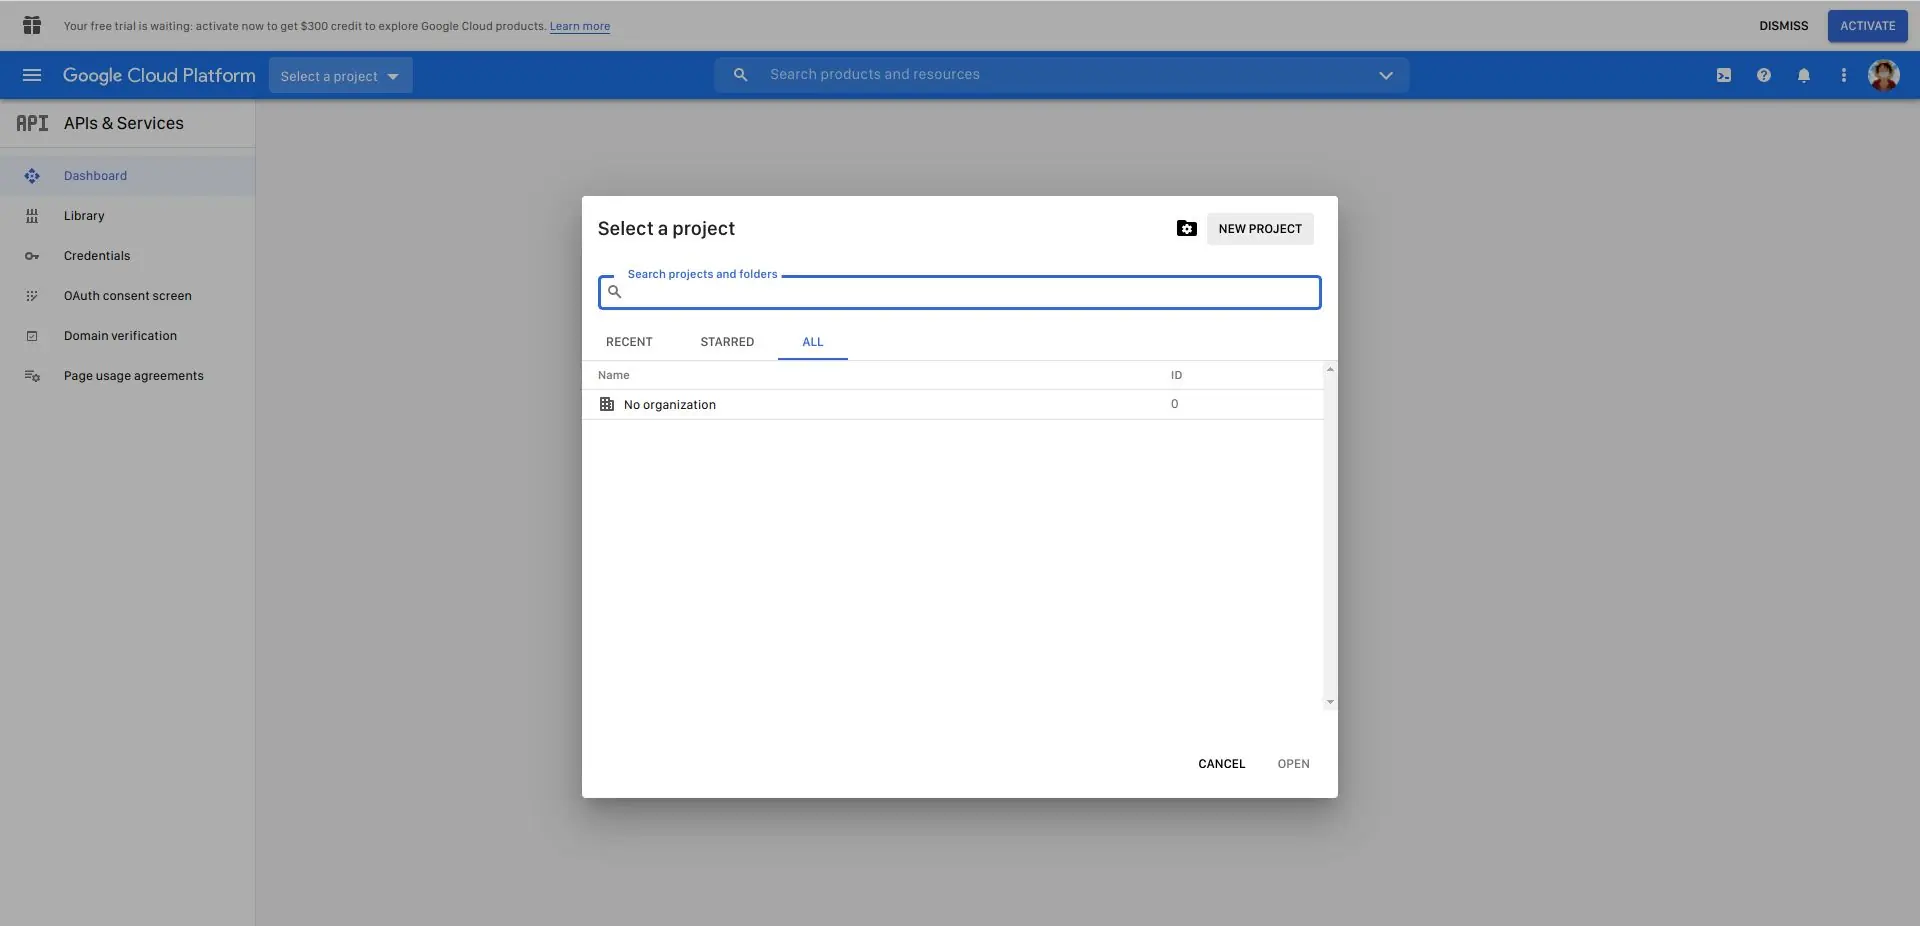 Your free trial is waiting: activate now to get $300 credit to explore Google Cloud products. Learn more
DISMISS
ACTIVATE
Google Cloud Platform
Select a project
Search products and resources
API APIs & Services
Dashboard
Library
Credentials
OAuth consent screen
Domain verification
Page usage agreements
Select a project
NEW PROJECT
Search projects and folders
RECENT STARRED ALL
Name ID
No organization 0
CANCEL OPEN